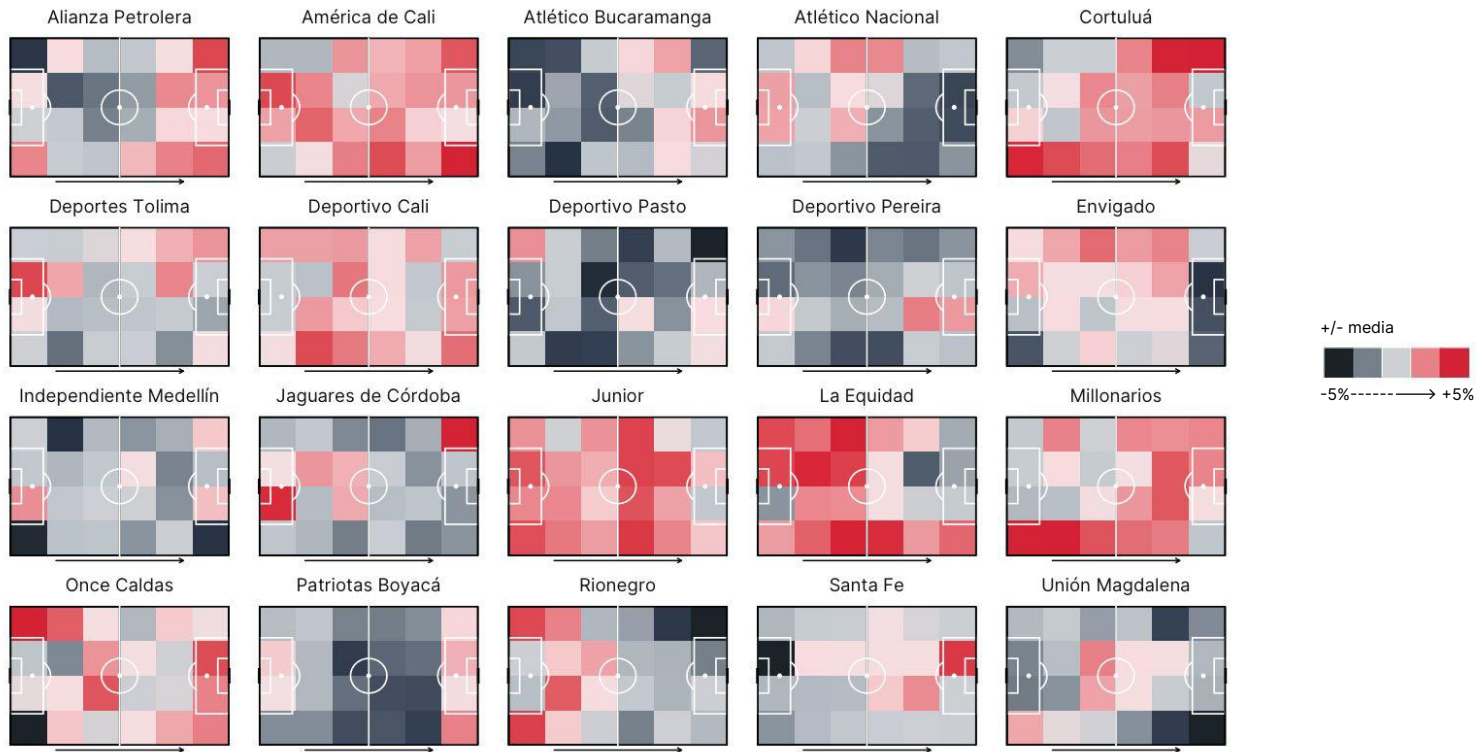 Alianza Petrolera
América de Cali
Atlético Bucaramanga
Atlético Nacional
Cortuluá
Deportes Tolima
Deportivo Cali
Deportivo Pasto
Deportivo Pereira
Envigado
+/- media
-5%------→ +5%
Independiente Medellín
Jaguares de Córdoba
Junior
La Equidad
Millonarios
Once Caldas
Patriotas Boyacá
Rionegro
Santa Fe
Unión Magdalena